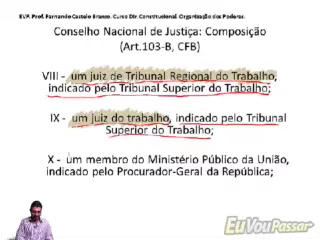 EVP. Prof. Fernando Castelo Branco. Curso Dir. Constitucional. Organização dos Poderes.
Conselho Nacional de Justiça: Composição
(Art.103-B, CFB)
VIII - um juiz de Tribunal Regional do Trabalho,
indicado pelo Tribunal Superior do Trabalho;
IX - um juiz do trabalho, indicado pelo Tribunal
Superior do Trabalho;
X - um membro do Ministério Público da União,
indicado pelo Procurador-Geral da República;
EuVouPassar